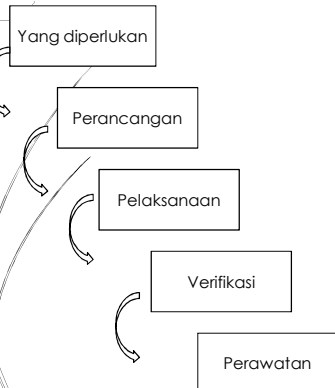 Yang diperlukan
Perancangan
Pelaksanaan
Verifikasi
Perawatan